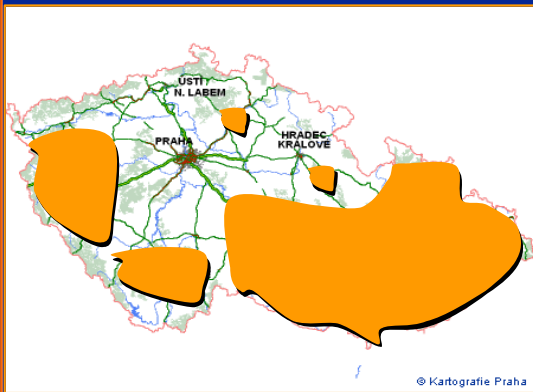 ÚSTÍ
N. LABEM
PRAHA
HRADEC
KRÁLOVÉ
© Kartografie Praha